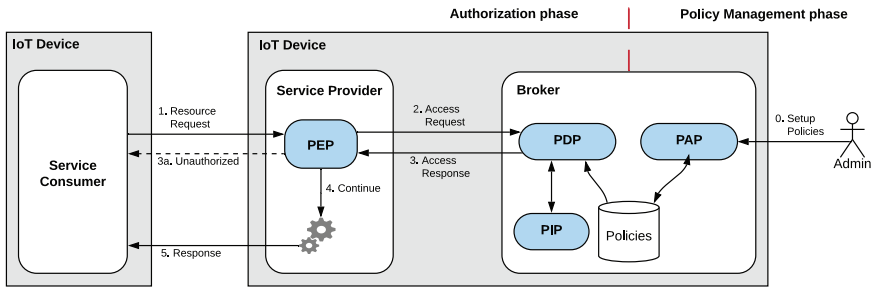 Authorization phase
Policy Management phase
IoT Device
IoT Device
Service Provider
Broker
1. Resource
Request
2. Access
Request
0. Setup
Policies
PEP
PDP
PAP
3a. Unauthorized
3. Access
Response
Service
Consumer
Admin
4. Continue
PIP
Policies
5. Response